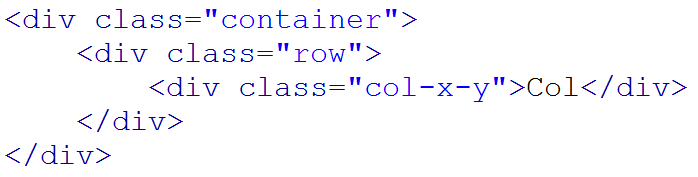 <div class="container">
    <div class="row">
        <div class="col-x-y">Col</div>
    </div>
</div>